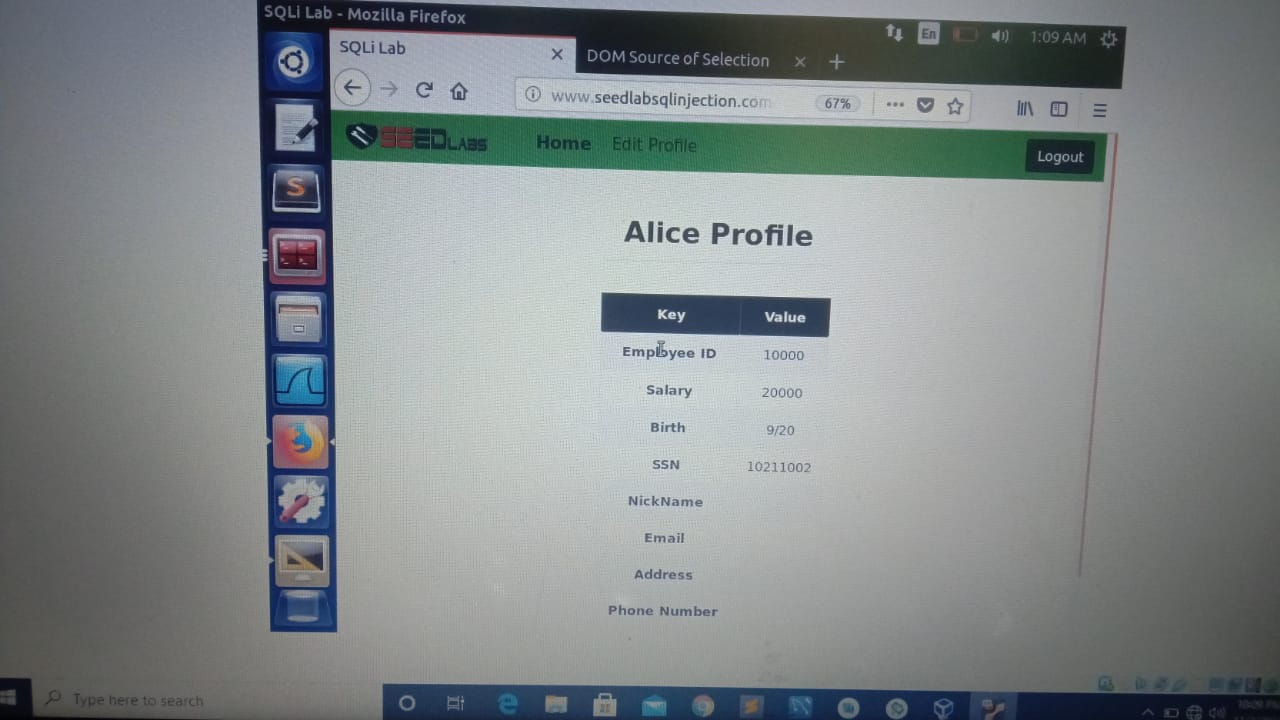 SQLi Lab - Mozilla Firefox
En
1:09 AM
SQLi Lab
DOM Source of Selection
www.seedlabsqlinjection.com
67%
SEEDLABS
Home
Edit Profile
Logout
Alice Profile
Key Value
Employee ID 10000
Salary 20000
Birth 9/20
SSN 10211002
NickName
Email
Address
Phone Number
Type here to search